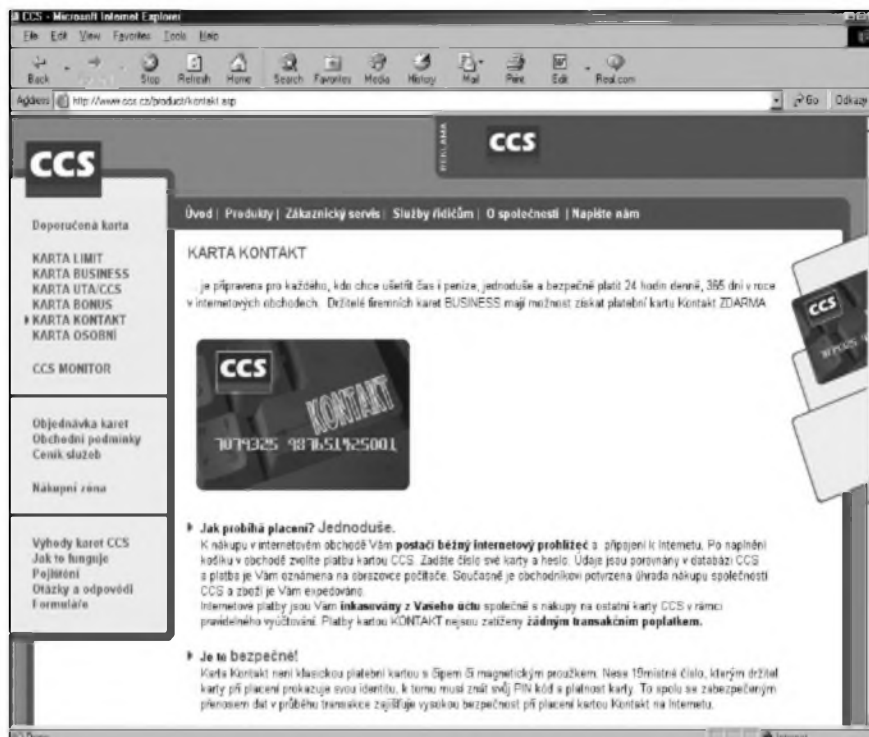 CCS - Microsoft Internet Explorer
File Edit View Favorites Tools Help
Back Stop Refresh Home Search Favorites Media History Mail Print Edit Real.com
Address http://www.ccs.cz/product/kontakt.asp Go Odkazy
REKLAMA
CCS
CCS
Úvod | Produkty | Zákaznický servis | Služby řidičům | O společnosti | Napište nám
Doporučená karta
KARTA LIMIT
KARTA BUSINESS
KARTA UTA/CCS
KARTA BONUS
KARTA KONTAKT
KARTA OSOBNÍ
CCS MONITOR
Objednávka karet
Obchodní podmínky
Ceník služeb
Nákupní zóna
Výhody karet CCS
Jak to funguje
Pojištění
Otázky a odpovědi
Formuláře
KARTA KONTAKT
... je připravena pro každého, kdo chce ušetřit čas i peníze, jednoduše a bezpečně platit 24 hodin denně, 365 dní v roce
v internetových obchodech. Držitelé firemních karet BUSINESS mají možnost získat platební kartu Kontakt ZDARMA
CCS
KONTAKT
7079325 987651425001
CCS
Jak probíhá placení? Jednoduše.
K nákupu v internetovém obchodě Vám postačí běžný internetový prohlížeč a připojení k Internetu. Po naplnění
košíku v obchodě zvolíte platbu kartou CCS. Zadáte číslo své karty a heslo. Údaje jsou porovnány v databázi CCS
a platba je Vám oznámena na obrazovce počítače. Současně je obchodníkovi potvrzena úhrada nákupu společností
CCS a zboží je Vám expedováno.
Internetové platby jsou Vám inkasovány z Vašeho účtu společně s nákupy na ostatní karty CCS v rámci
pravidelného vyúčtování. Platby kartou KONTAKT nejsou zatíženy žádným transakčním poplatkem.
Je to bezpečné!
Karta Kontakt není klasickou platební kartou s čipem či magnetickým proužkem. Nese 19místné číslo, kterým držitel
karty při placení prokazuje svou identitu, k tomu musí znát svůj PIN kód a platnost karty. To spolu se zabezpečeným
přenosem dat v průběhu transakce zajišťuje vysokou bezpečnost při placení kartou Kontakt na Internetu.
Internet